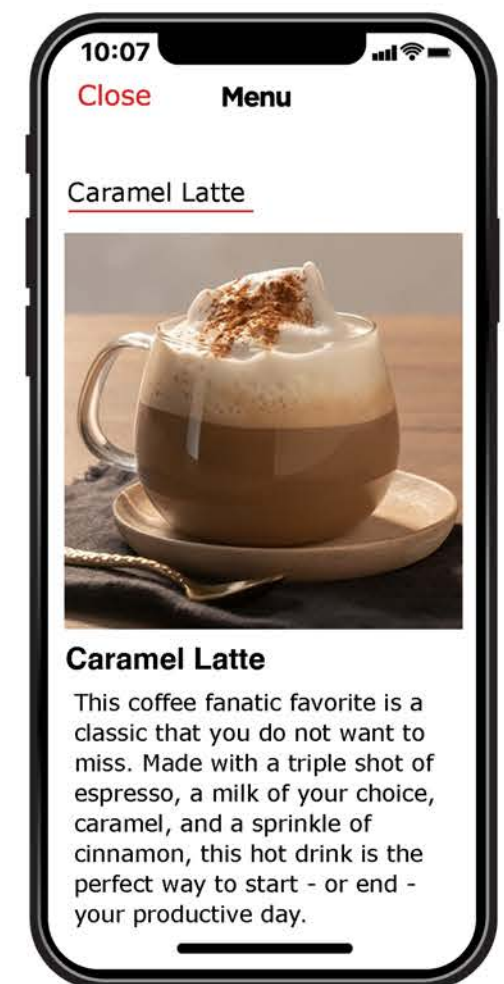 10:07
Close Menu
Caramel Latte
Caramel Latte
This coffee fanatic favorite is a
classic that you do not want to
miss. Made with a triple shot of
espresso, a milk of your choice,
caramel, and a sprinkle of
cinnamon, this hot drink is the
perfect way to start - or end -
your productive day.